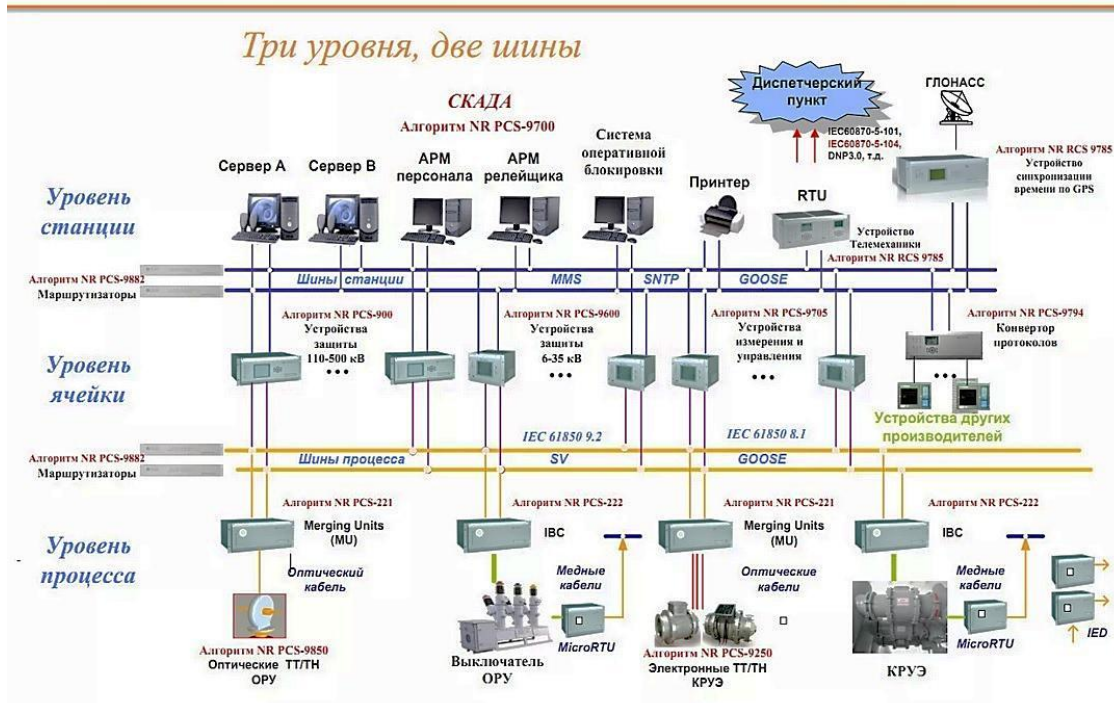 Три уровня, две шины
СКАДА
Алгоритм NR PCS-9700
Диспетчерский
пункт
IEC60870-5-101,
IEC60870-5-104,
DNP3.0, т.д.
ГЛОНАСС
Алгоритм NR RCS 9785
Устройство
синхронизации
времени по GPS
Сервер A
Сервер B
АРМ
персонала
АРМ
релейщика
Система
оперативной
блокировки
Принтер
RTU
Устройство
Телемеханики
Алгоритм NR RCS 9785
Уровень
станции
Алгоритм NR PCS-9882
Маршрутизаторы
Шины станции
MMS
SNTP
GOOSE
Алгоритм NR PCS-900
Устройства
защиты
110-500 кВ
Алгоритм NR PCS-9600
Устройства
защиты
6-35 кВ
Алгоритм NR PCS-9705
Устройства
измерения и
управления
Алгоритм NR PCS-9794
Конвертор
протоколов
Уровень
ячейки
Устройства других
производителей
IEC 61850 9.2
IEC 61850 8.1
Алгоритм NR PCS-9882
Маршрутизаторы
Шины процесса
SV
GOOSE
Алгоритм NR PCS-221
Merging Units
(MU)
Алгоритм NR PCS-222
IBC
Алгоритм NR PCS-221
Merging Units
(MU)
Алгоритм NR PCS-222
IBC
Уровень
процесса
Оптический
кабель
Медные
кабели
Оптические
кабели
Медные
кабели
Алгоритм NR PCS-9850
Оптические ТТ/ТН
ОРУ
Выключатель
ОРУ
MicroRTU
Алгоритм NR PCS-9250
Электронные ТТ/ТН
КРУЭ
КРУЭ
MicroRTU
IED